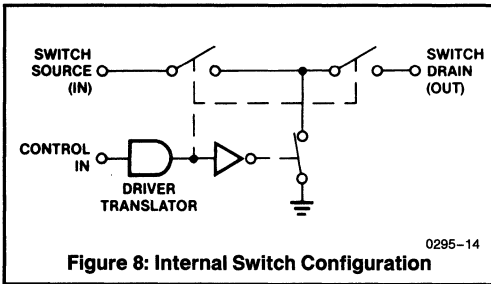 SWITCH
SOURCE
(IN)
SWITCH
DRAIN
(OUT)
CONTROL
IN
DRIVER
TRANSLATOR
0295–14
Figure 8: Internal Switch Configuration